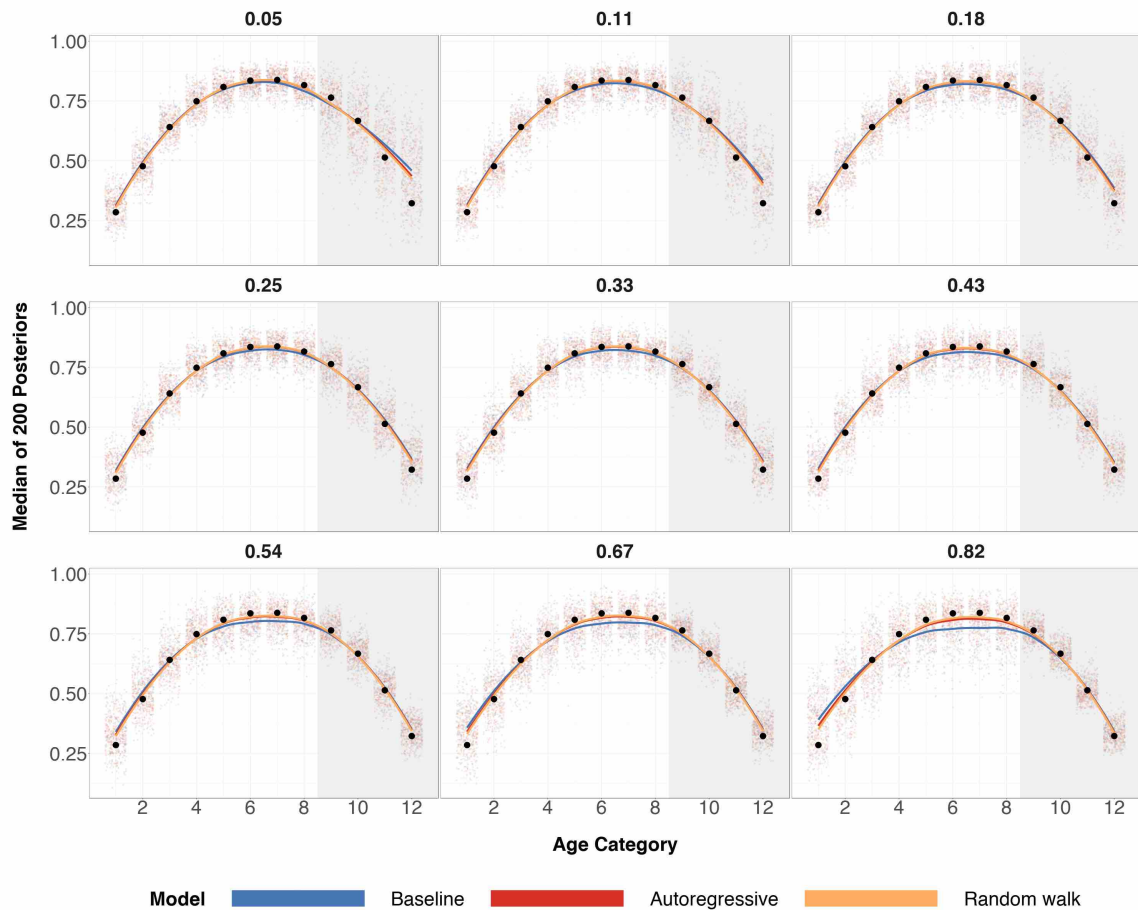 0.05 0.11 0.18
1.00
0.75
0.50
0.25
0.25 0.33 0.43
1.00
0.75
0.50
0.25
Median of 200 Posteriors
0.54 0.67 0.82
1.00
0.75
0.50
0.25
2 4 6 8 10 12 2 4 6 8 10 12 2 4 6 8 10 12
Age Category
Model Baseline Autoregressive Random walk